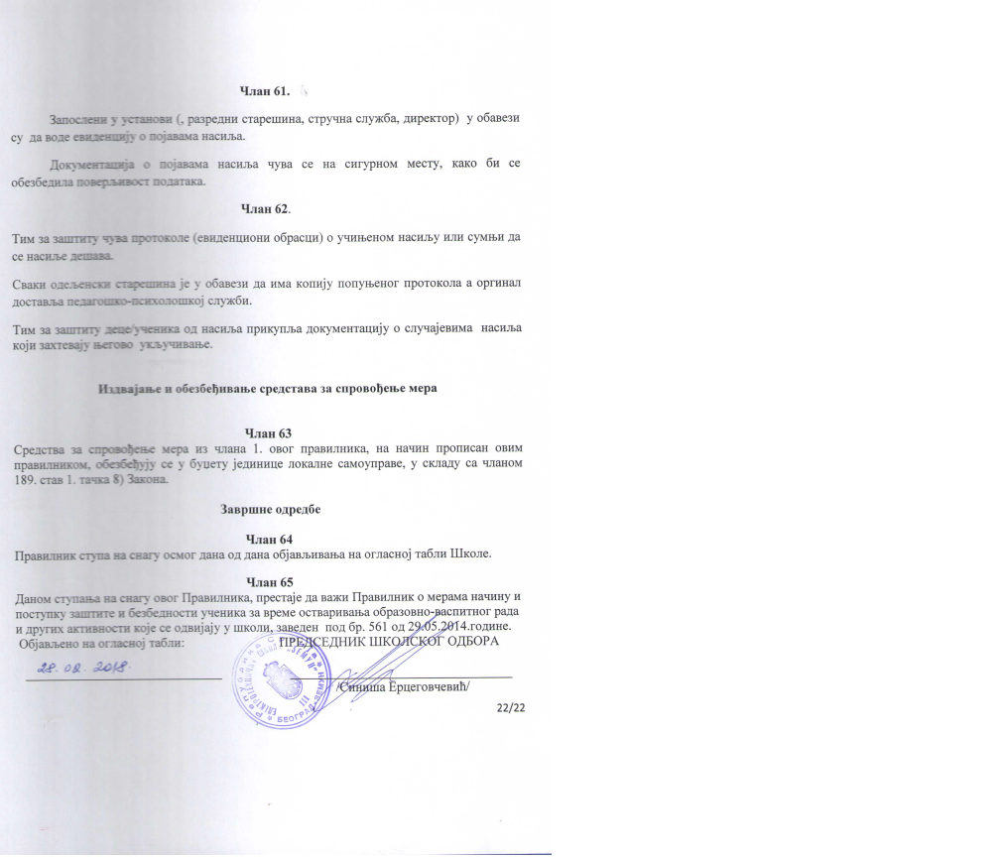 Члан 61.
Запослени у установи (, разредни старешина, стручна служба, директор) у обавези
су да воде евиденцију о појавама насиља.
Документација о појавама насиља чува се на сигурном месту, како би се
обезбедила поверљивост података.
Члан 62.
Тим за заштиту чува протоколе (евиденциони обрасци) о учињеном насиљу или сумњи да
се насиље дешава.
Сваки одељенски старешина је у обавези да има копију попуњеног протокола а оргинал
доставља педагошко-психолошкој служби.
Тим за заштиту деце/ученика од насиља прикупља документацију о случајевима насиља
који захтевају његово укључивање.
Издвајање и обезбеђивање средстава за спровођење мера
Члан 63
Средства за спровођење мера из члана 1. овог правилника, на начин прописан овим
правилником, обезбеђују се у буџету јединице локалне самоуправе, у складу са чланом
189. став 1. тачка 8) Закона.
Завршне одредбе
Члан 64
Правилник ступа на снагу осмог дана од дана објављивања на огласној табли Школе.
Члан 65
Даном ступања на снагу овог Правилника, престаје да важи Правилник о мерама начину и
поступку заштите и безбедности ученика за време остваривања образовно-васпитног рада
и других активности које се одвијају у школи, заведен под бр. 561 од 29.05.2014.године.
Објављено на огласној табли:
ПРЕДСЕДНИК ШКОЛСКОГ ОДБОРА
2018.
Република Србија
"ЗЕМУН"
БЕОГРАД-ЗЕМУН
III
/Синиша Ерцеговчевић/
22/22